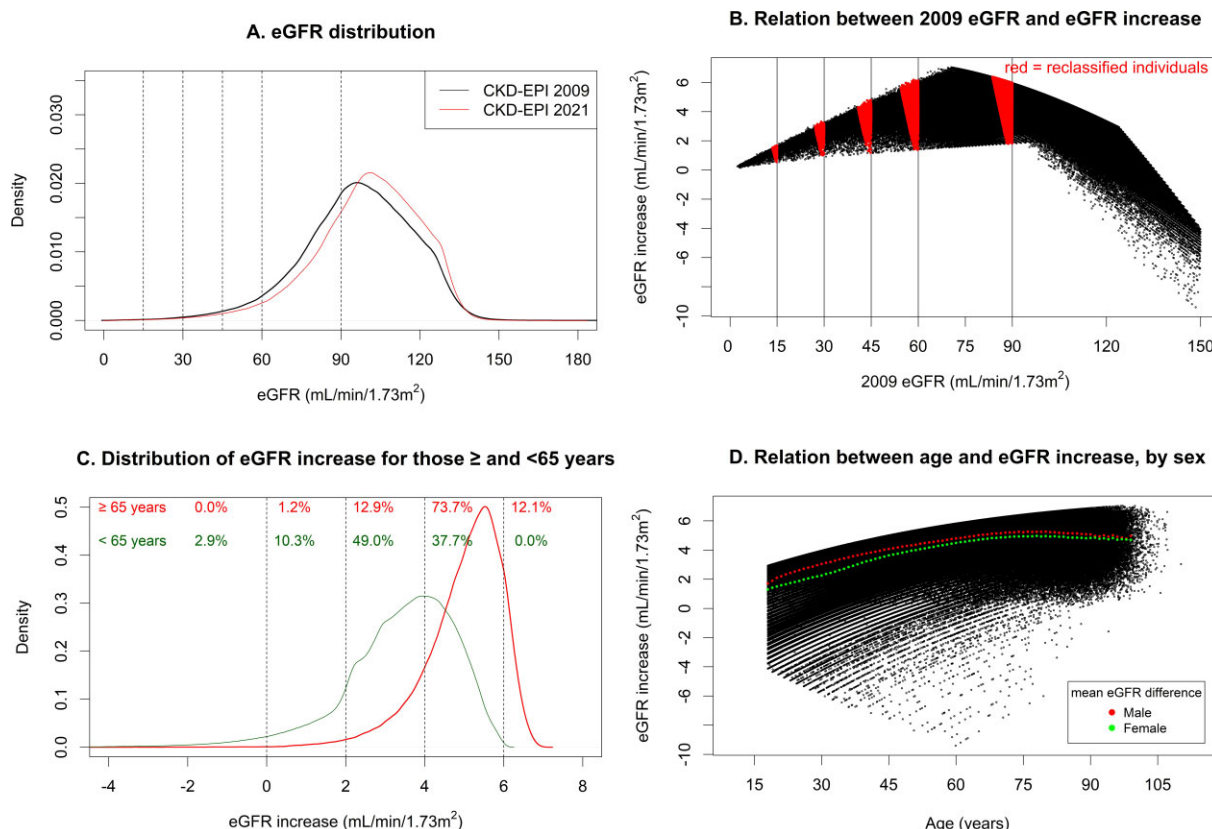 A. eGFR distribution
Density
0.000
0.010
0.020
0.030
CKD-EPI 2009
CKD-EPI 2021
0 30 60 90 120 150 180
eGFR (mL/min/1.73m²)
B. Relation between 2009 eGFR and eGFR increase
red = reclassified individuals
eGFR increase (mL/min/1.73m²)
6
4
2
0
-2
-4
-6
-10
0 15 30 45 60 75 90 120 150
2009 eGFR (mL/min/1.73m²)
C. Distribution of eGFR increase for those ≥ and <65 years
≥ 65 years 0.0% 1.2% 12.9% 73.7% 12.1%
< 65 years 2.9% 10.3% 49.0% 37.7% 0.0%
Density
0.5
0.4
0.3
0.2
0.1
0.0
-4 -2 0 2 4 6 8
eGFR increase (mL/min/1.73m²)
D. Relation between age and eGFR increase, by sex
eGFR increase (mL/min/1.73m²)
6
4
2
0
-2
-4
-6
-10
mean eGFR difference
Male
Female
15 30 45 60 75 90 105
Age (years)